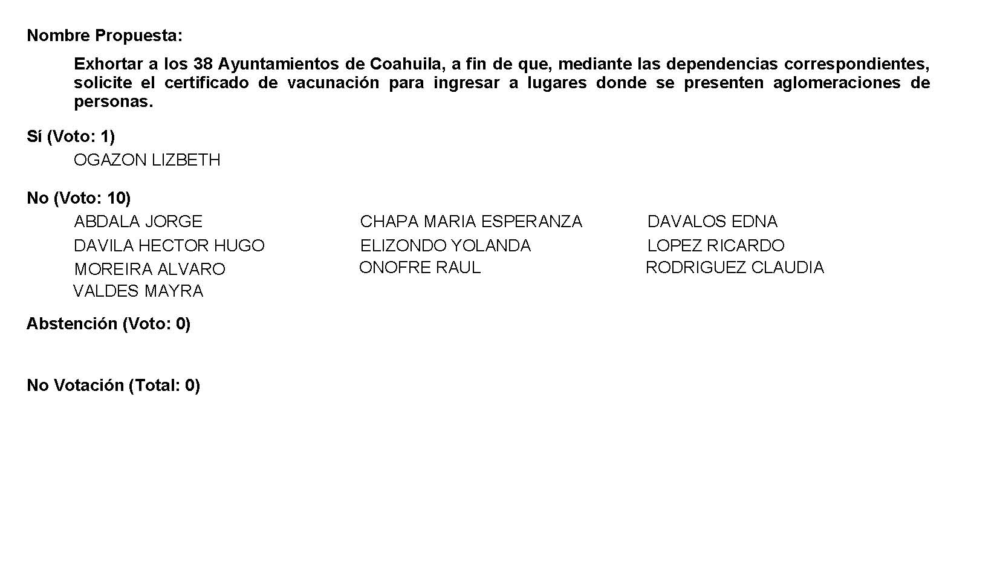 Nombre Propuesta:
Exhortar a los 38 Ayuntamientos de Coahuila, a fin de que, mediante las dependencias correspondientes,
solicite el certificado de vacunación para ingresar a lugares donde se presenten aglomeraciones de
personas.
Sí (Voto: 1)
OGAZON LIZBETH
No (Voto: 10)
ABDALA JORGE CHAPA MARIA ESPERANZA DAVALOS EDNA
DAVILA HECTOR HUGO ELIZONDO YOLANDA LOPEZ RICARDO
MOREIRA ALVARO ONOFRE RAUL RODRIGUEZ CLAUDIA
VALDES MAYRA
Abstención (Voto: 0)
No Votación (Total: 0)